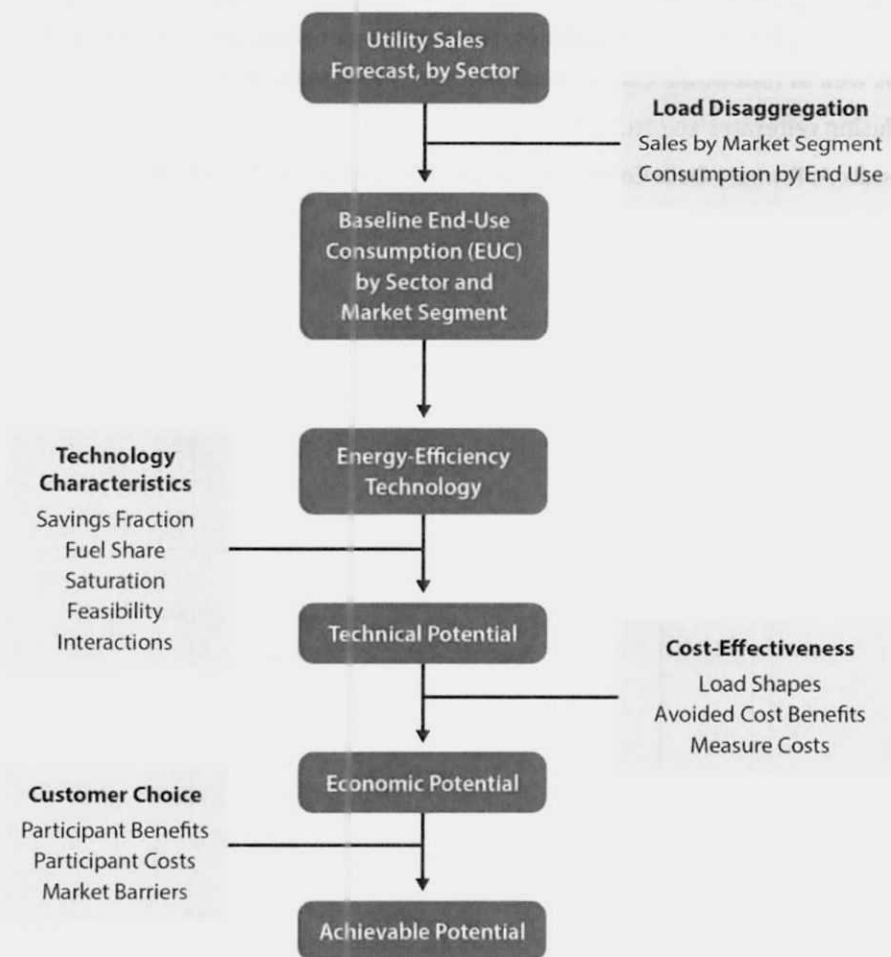 Utility Sales
Forecast, by Sector
Load Disaggregation
Sales by Market Segment
Consumption by End Use
Baseline End-Use
Consumption (EUC)
by Sector and
Market Segment
Energy-Efficiency
Technology
Technology
Characteristics
Savings Fraction
Fuel Share
Saturation
Feasibility
Interactions
Technical Potential
Cost-Effectiveness
Load Shapes
Avoided Cost Benefits
Measure Costs
Economic Potential
Customer Choice
Participant Benefits
Participant Costs
Market Barriers
Achievable Potential